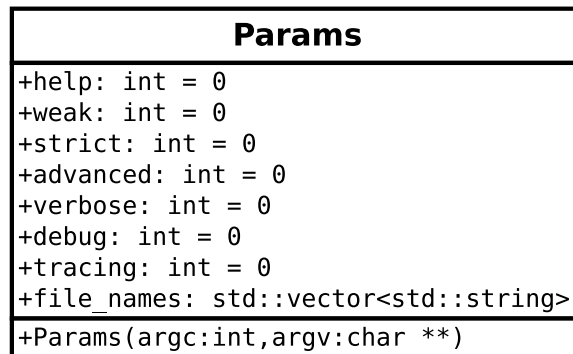 Params
+help: int = 0
+weak: int = 0
+strict: int = 0
+advanced: int = 0
+verbose: int = 0
+debug: int = 0
+tracing: int = 0
+file_names: std::vector<std::string>
+Params(argc:int,argv:char **)